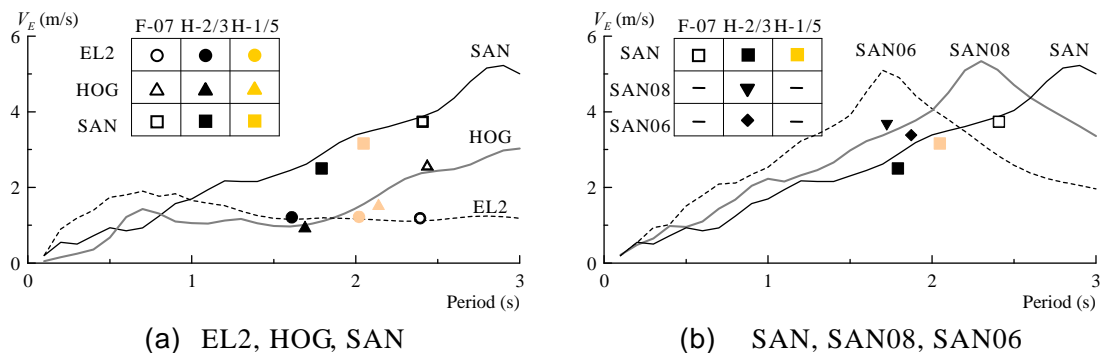 V_E (m/s)
F-07 H-2/3 H-1/5
EL2
HOG
SAN
SAN
HOG
EL2
6
4
2
0
0 1 2 3
Period (s)
(a) EL2, HOG, SAN
V_E (m/s)
F-07 H-2/3 H-1/5
SAN
SAN08 – –
SAN06 – –
SAN06 SAN08 SAN
6
4
2
0
0 1 2 3
Period (s)
(b) SAN, SAN08, SAN06